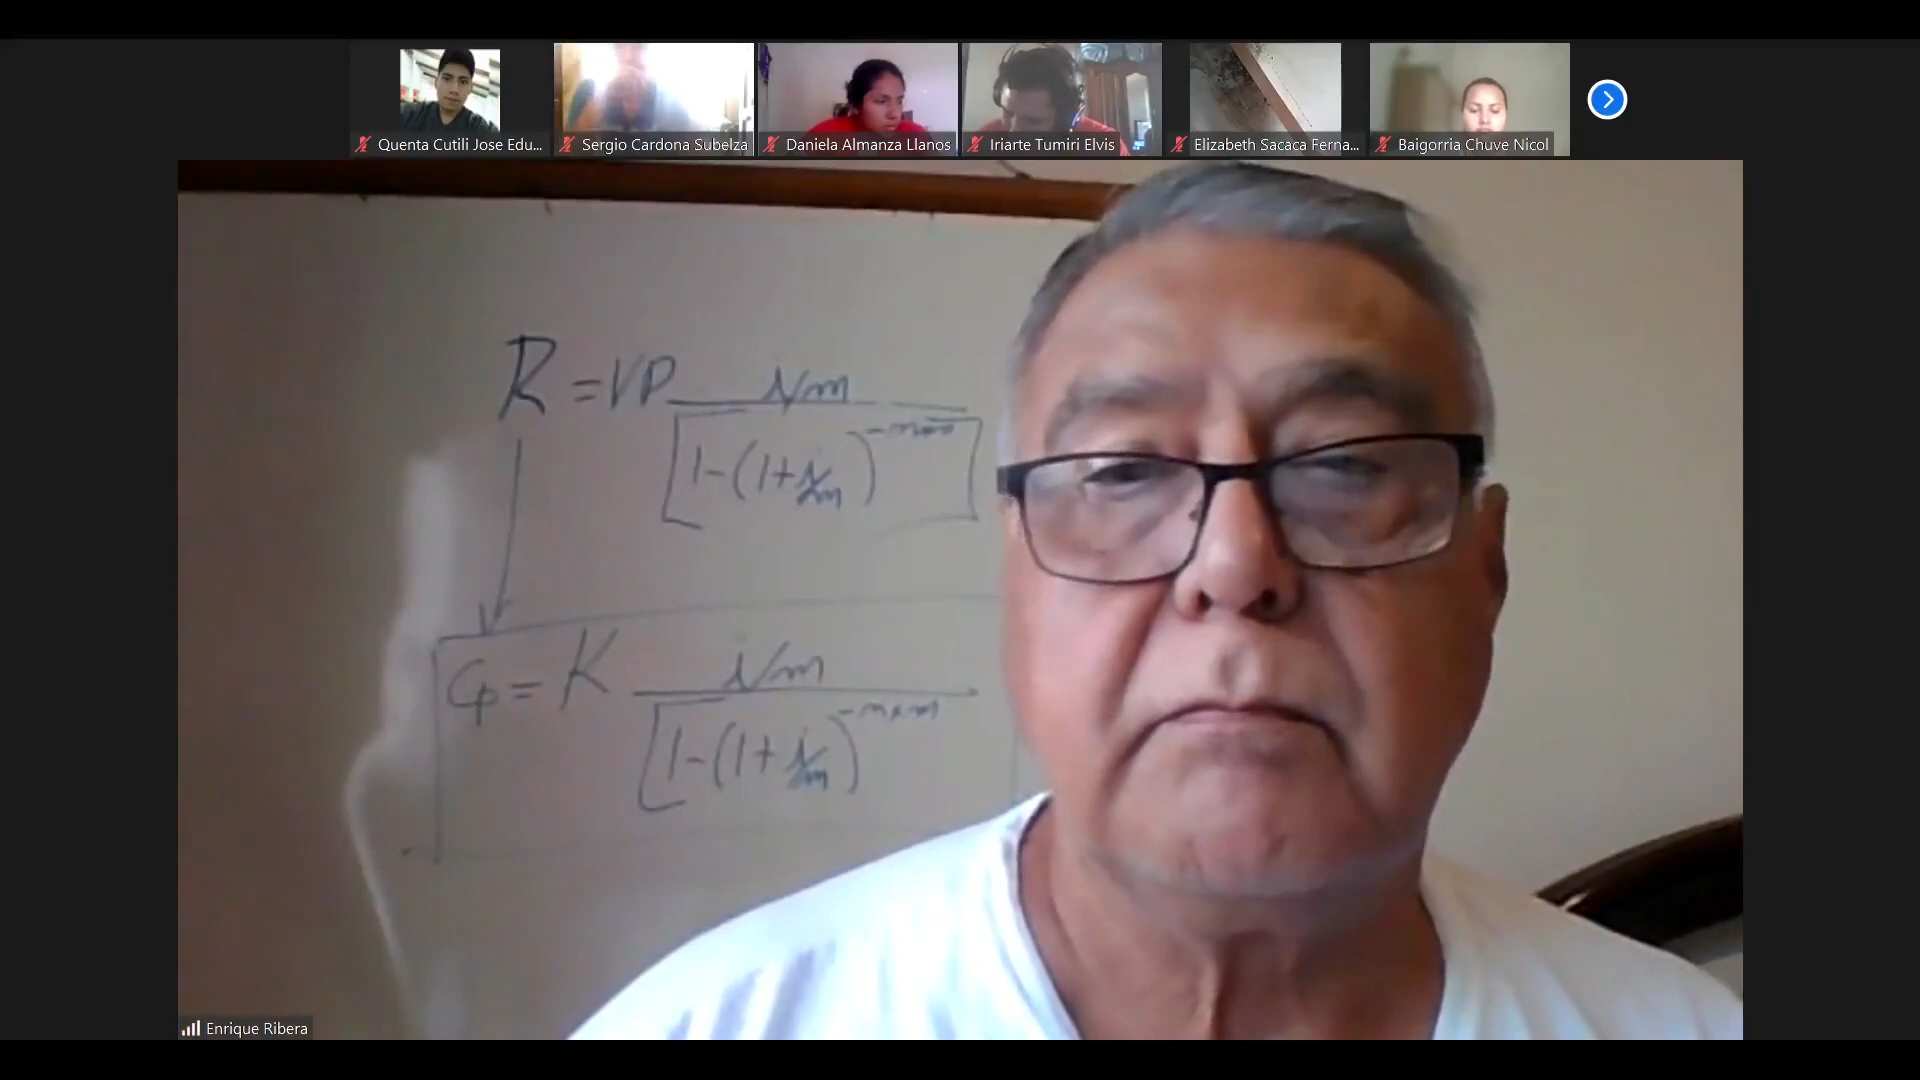 Quenta Cutili Jose Edu...
Sergio Cardona Subelza
Daniela Almanza Llanos
Iriarte Tumiri Elvis
Elizabeth Sacaca Ferna...
Baigorria Chuve Nicol
R = VP i/m
[1-(1+i/m)^-mxn]
Cp = K i/m
[1-(1+i/m)^-mxn
Enrique Ribera